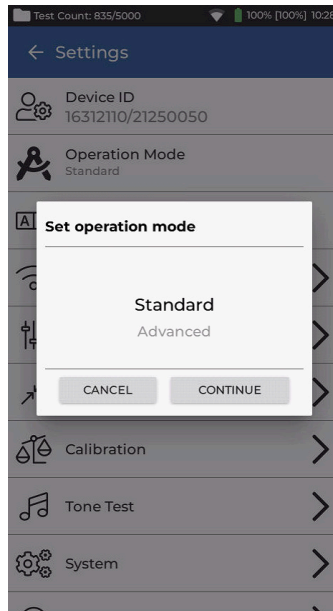 Test Count: 835/5000 100% [100%] 10:28
Settings
Device ID
16312110/21250050
Operation Mode
Standard
A
Set operation mode
Standard
Advanced
CANCEL CONTINUE
Calibration
Tone Test
System